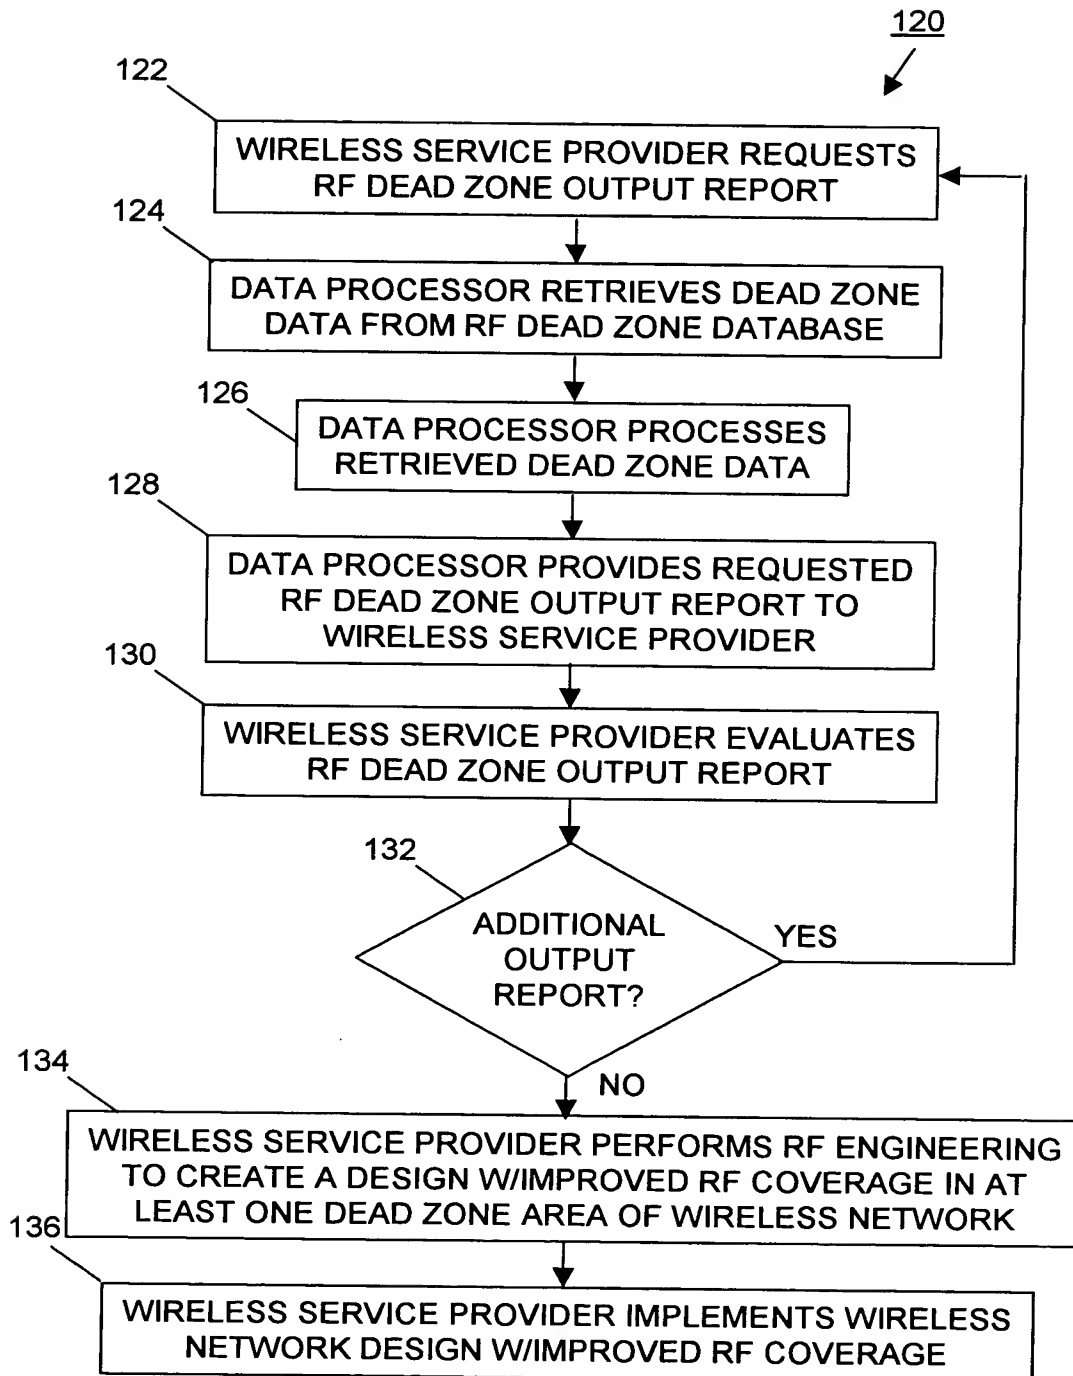 120
122
WIRELESS SERVICE PROVIDER REQUESTS
RF DEAD ZONE OUTPUT REPORT
124
DATA PROCESSOR RETRIEVES DEAD ZONE
DATA FROM RF DEAD ZONE DATABASE
126
DATA PROCESSOR PROCESSES
RETRIEVED DEAD ZONE DATA
128
DATA PROCESSOR PROVIDES REQUESTED
RF DEAD ZONE OUTPUT REPORT TO
WIRELESS SERVICE PROVIDER
130
WIRELESS SERVICE PROVIDER EVALUATES
RF DEAD ZONE OUTPUT REPORT
132
ADDITIONAL
OUTPUT
REPORT?
YES
NO
134
WIRELESS SERVICE PROVIDER PERFORMS RF ENGINEERING
TO CREATE A DESIGN W/IMPROVED RF COVERAGE IN AT
LEAST ONE DEAD ZONE AREA OF WIRELESS NETWORK
136
WIRELESS SERVICE PROVIDER IMPLEMENTS WIRELESS
NETWORK DESIGN W/IMPROVED RF COVERAGE